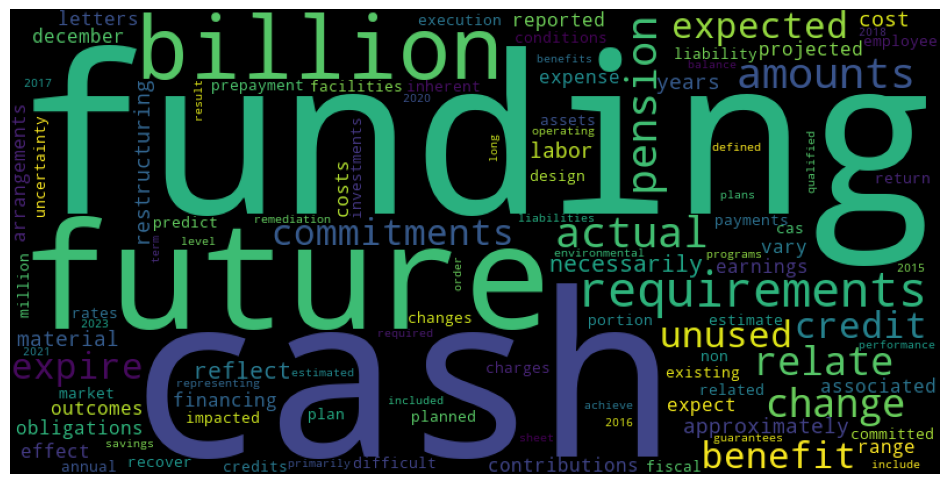 letters
execution
reported
expected
cost
december
billion
conditions
pension
liability
projected
2018
employee
2017
funding
prepayment
facilities
inherent
benefits
expense
years
balance
amounts
restructuring
result
2020
assets
arrangements
uncertainty
investments
operating
labor
long
defined
qualified
costs
design
return
plans
predict
remediation
liabilities
actual
payments
cas
future
commitments
level
term
environmental
necessarily
programs
vary
earnings
2015
million
order
requirements
rates
2023
changes
portion
estimate
unused
credit
material
required
cash
non
performance
2021
expire
reflect
estimated
charges
existing
relate
representing
related
associated
market
financing
included
achieve
expect
change
outcomes
impacted
plan
planned
2016
obligations
approximately
committed
effect
savings
recover
sheet
guarantees
benefit
range
annual
credits
primarily
difficult
contributions
fiscal
include